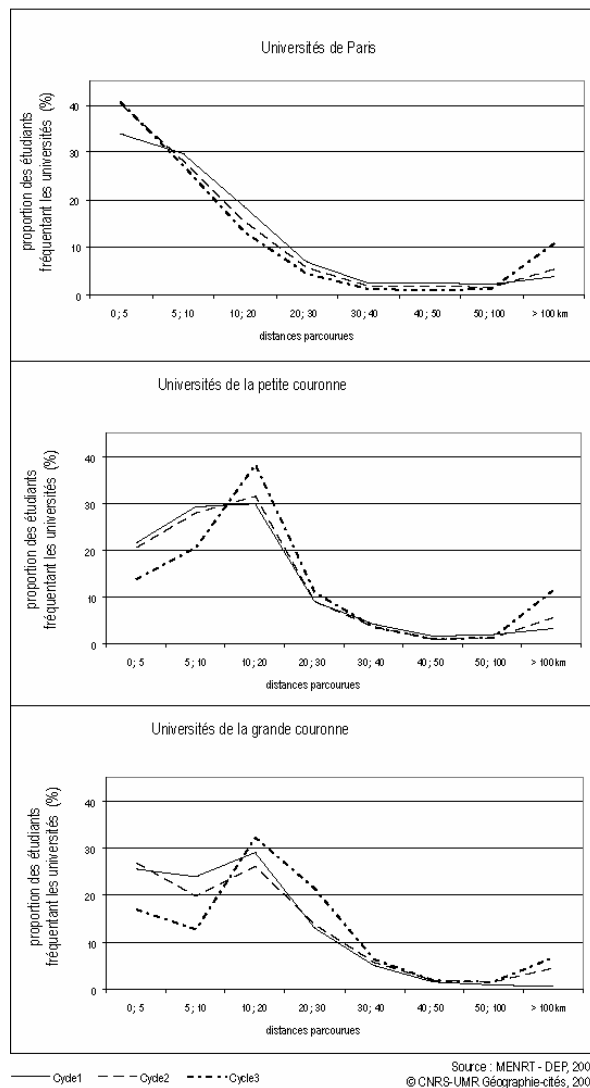 Universités de Paris
proportion des étudiants
fréquentant les universités (%)
40
30
20
10
0
0 ; 5 5 ; 10 10 ; 20 20 ; 30 30 ; 40 40 ; 50 50 ; 100 > 100 km
distances parcourues
Universités de la petite couronne
proportion des étudiants
fréquentant les universités (%)
40
30
20
10
0
0 ; 5 5 ; 10 10 ; 20 20 ; 30 30 ; 40 40 ; 50 50 ; 100 > 100 km
distances parcourues
Universités de la grande couronne
proportion des étudiants
fréquentant les universités (%)
40
30
20
10
0
0 ; 5 5 ; 10 10 ; 20 20 ; 30 30 ; 40 40 ; 50 50 ; 100 > 100 km
distances parcourues
Cycle1 Cycle2 Cycle3
Source : MENRT - DEP, 200
© CNRS-UMR Géographie-cités, 200